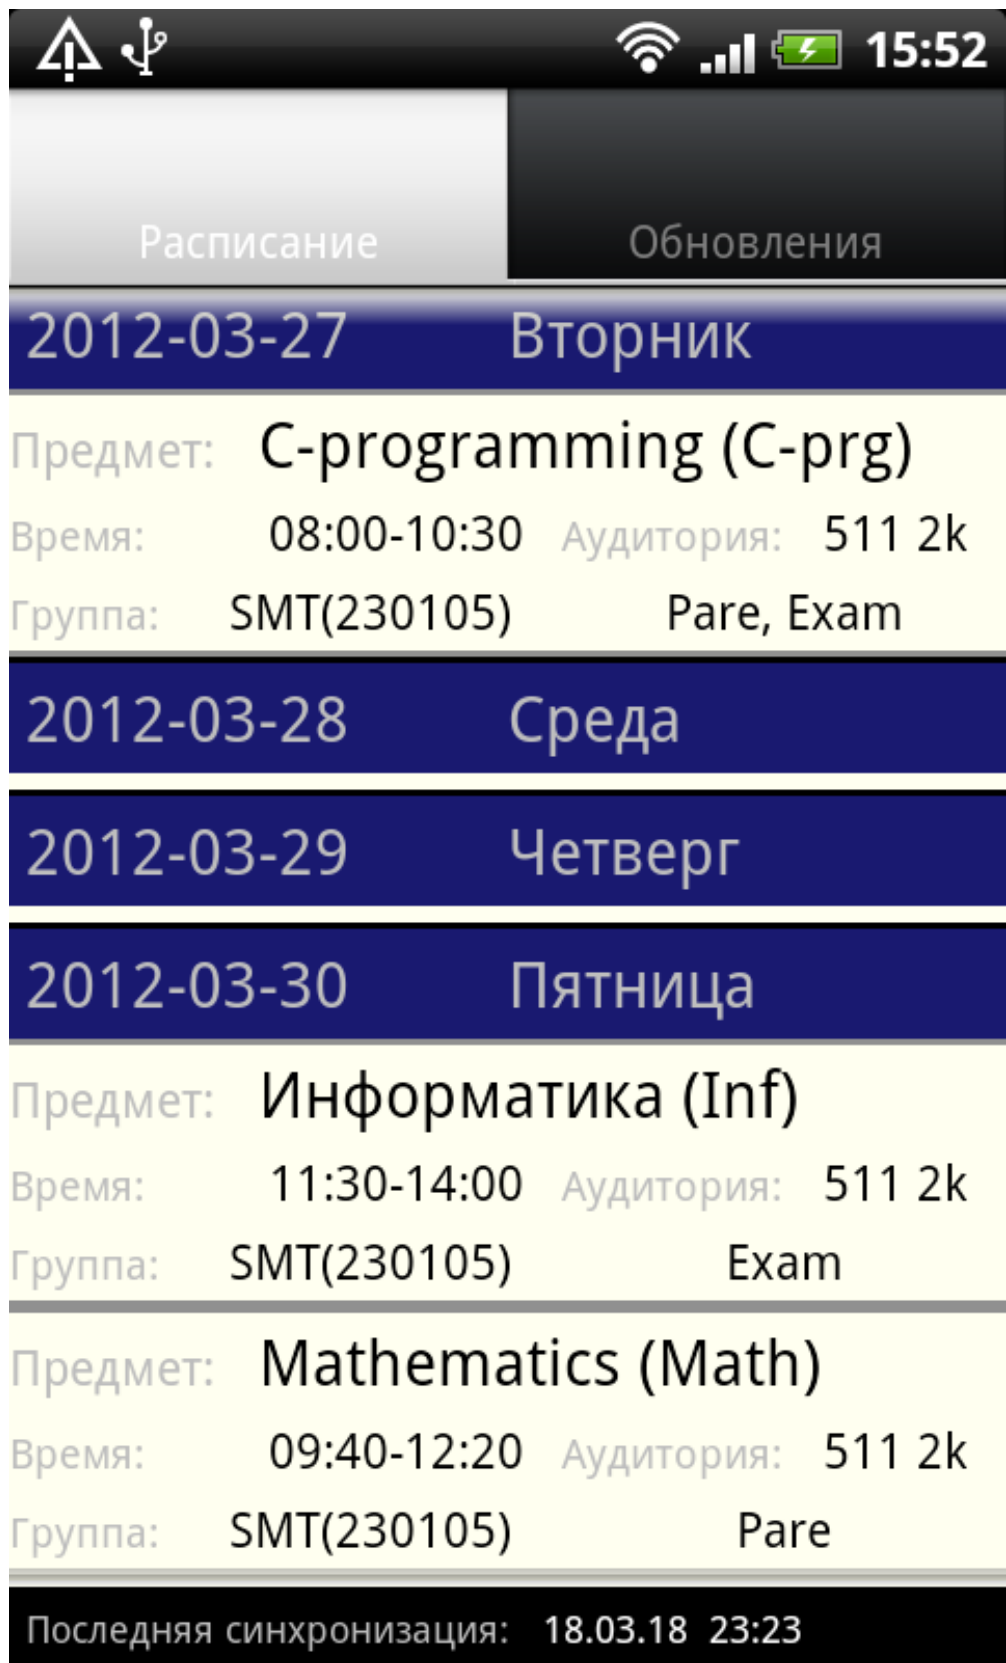 15:52
Расписание Обновления
2012-03-27 Вторник
Предмет: C-programming (C-prg)
Время: 08:00-10:30 Аудитория: 511 2k
Группа: SMT(230105) Pare, Exam
2012-03-28 Среда
2012-03-29 Четверг
2012-03-30 Пятница
Предмет: Информатика (Inf)
Время: 11:30-14:00 Аудитория: 511 2k
Группа: SMT(230105) Exam
Предмет: Mathematics (Math)
Время: 09:40-12:20 Аудитория: 511 2k
Группа: SMT(230105) Pare
Последняя синхронизация: 18.03.18 23:23